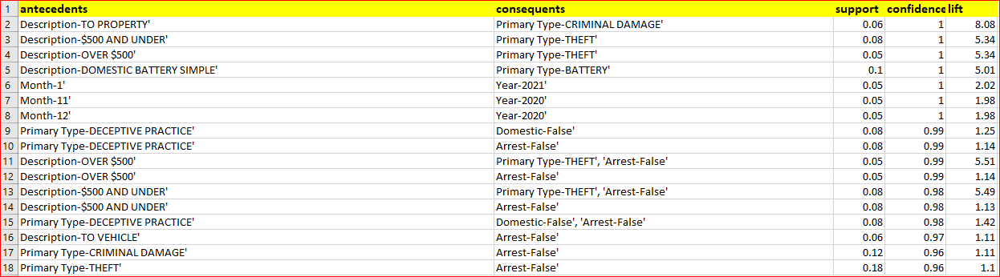 1 antecedents consequents support confidence lift
2 Description-TO PROPERTY' Primary Type-CRIMINAL DAMAGE' 0.06 1 8.08
3 Description-$500 AND UNDER' Primary Type-THEFT' 0.08 1 5.34
4 Description-OVER $500' Primary Type-THEFT' 0.05 1 5.34
5 Description-DOMESTIC BATTERY SIMPLE' Primary Type-BATTERY' 0.1 1 5.01
6 Month-1' Year-2021' 0.05 1 2.02
7 Month-11' Year-2020' 0.05 1 1.98
8 Month-12' Year-2020' 0.05 1 1.98
9 Primary Type-DECEPTIVE PRACTICE' Domestic-False' 0.08 0.99 1.25
10 Primary Type-DECEPTIVE PRACTICE' Arrest-False' 0.08 0.99 1.14
11 Description-OVER $500' Primary Type-THEFT', 'Arrest-False' 0.05 0.99 5.51
12 Description-OVER $500' Arrest-False' 0.05 0.99 1.14
13 Description-$500 AND UNDER' Primary Type-THEFT', 'Arrest-False' 0.08 0.98 5.49
14 Description-$500 AND UNDER' Arrest-False' 0.08 0.98 1.13
15 Primary Type-DECEPTIVE PRACTICE' Domestic-False', 'Arrest-False' 0.08 0.98 1.42
16 Description-TO VEHICLE' Arrest-False' 0.06 0.97 1.11
17 Primary Type-CRIMINAL DAMAGE' Arrest-False' 0.12 0.96 1.11
18 Primary Type-THEFT' Arrest-False' 0.18 0.96 1.1